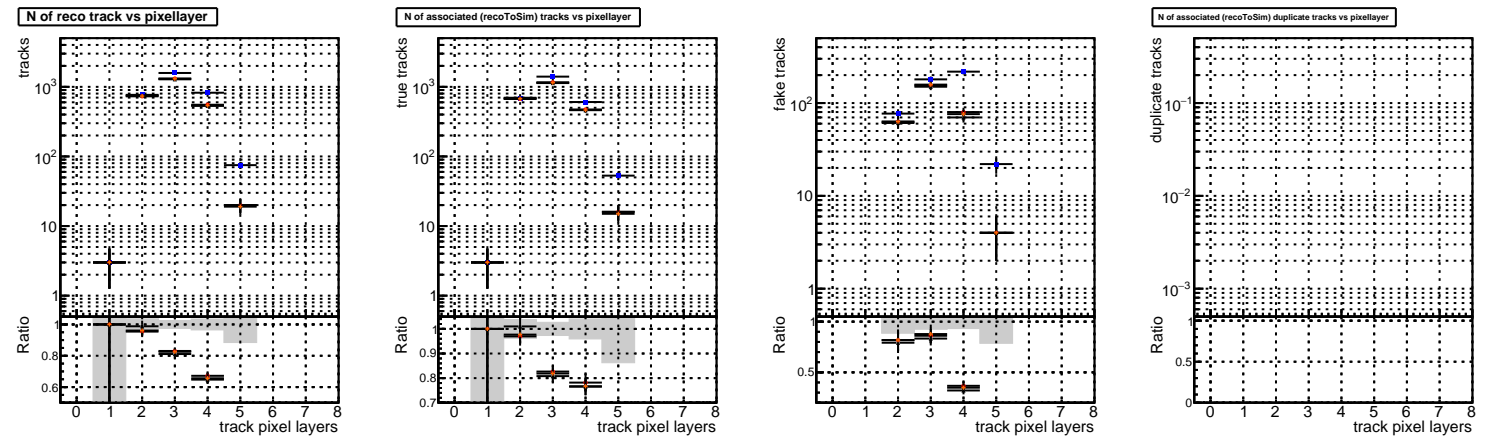 N of reco track vs pixellayer
tracks
10³
10²
10
1
Ratio
1
0.8
0.6
0 1 2 3 4 5 6 7 8
track pixel layers
N of associated (recoToSim) tracks vs pixellayer
true tracks
10³
10²
10
1
Ratio
1
0.9
0.8
0.7
0 1 2 3 4 5 6 7 8
track pixel layers
fake tracks
10²
10
1
Ratio
1
0.5
0 1 2 3 4 5 6 7 8
track pixel layers
N of associated (recoToSim) duplicate tracks vs pixellayer
duplicate tracks
10⁻¹
10⁻²
10⁻³
Ratio
1
0.5
0
0 1 2 3 4 5 6 7 8
track pixel layers